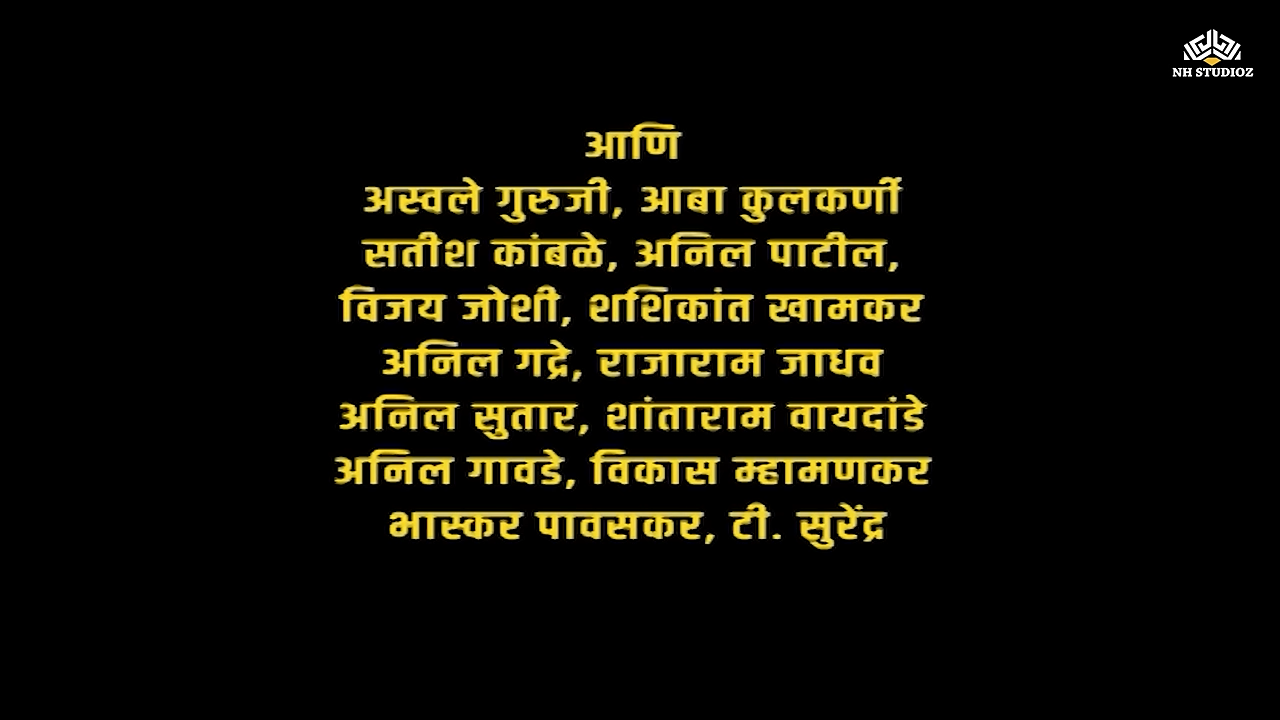 NH STUDIOZ
आणि
अस्वले गुरुजी, आबा कुलकर्णी
सतीश कांबळे, अनिल पाटील,
विजय जोशी, शशिकांत खामकर
अनिल गद्रे, राजाराम जाधव
अनिल सुतार, शांताराम वायदांडे
अनिल गावडे, विकास म्हामणकर
भास्कर पावसकर, टी. सुरेंद्र